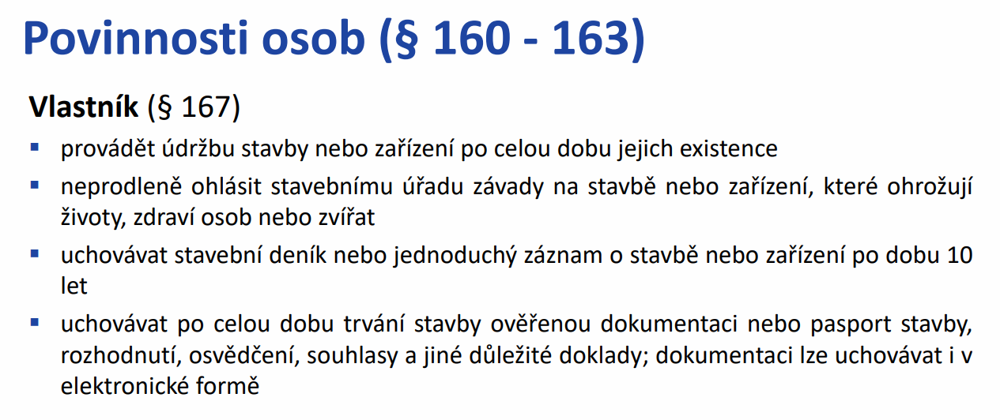 Povinnosti osob (§ 160 - 163)
Vlastník (§ 167)
▪ provádět údržbu stavby nebo zařízení po celou dobu jejich existence
▪ neprodleně ohlásit stavebnímu úřadu závady na stavbě nebo zařízení, které ohrožují
životy, zdraví osob nebo zvířat
▪ uchovávat stavební deník nebo jednoduchý záznam o stavbě nebo zařízení po dobu 10
let
▪ uchovávat po celou dobu trvání stavby ověřenou dokumentaci nebo pasport stavby,
rozhodnutí, osvědčení, souhlasy a jiné důležité doklady; dokumentaci lze uchovávat i v
elektronické formě